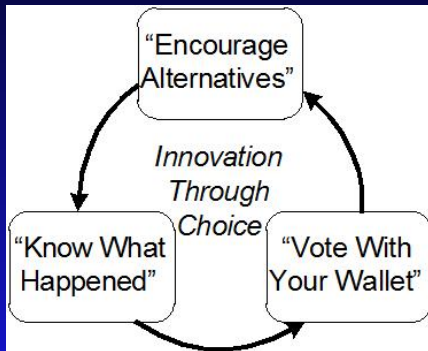 “Encourage
Alternatives”
Innovation
Through
Choice
“Know What
Happened”
“Vote With
Your Wallet”